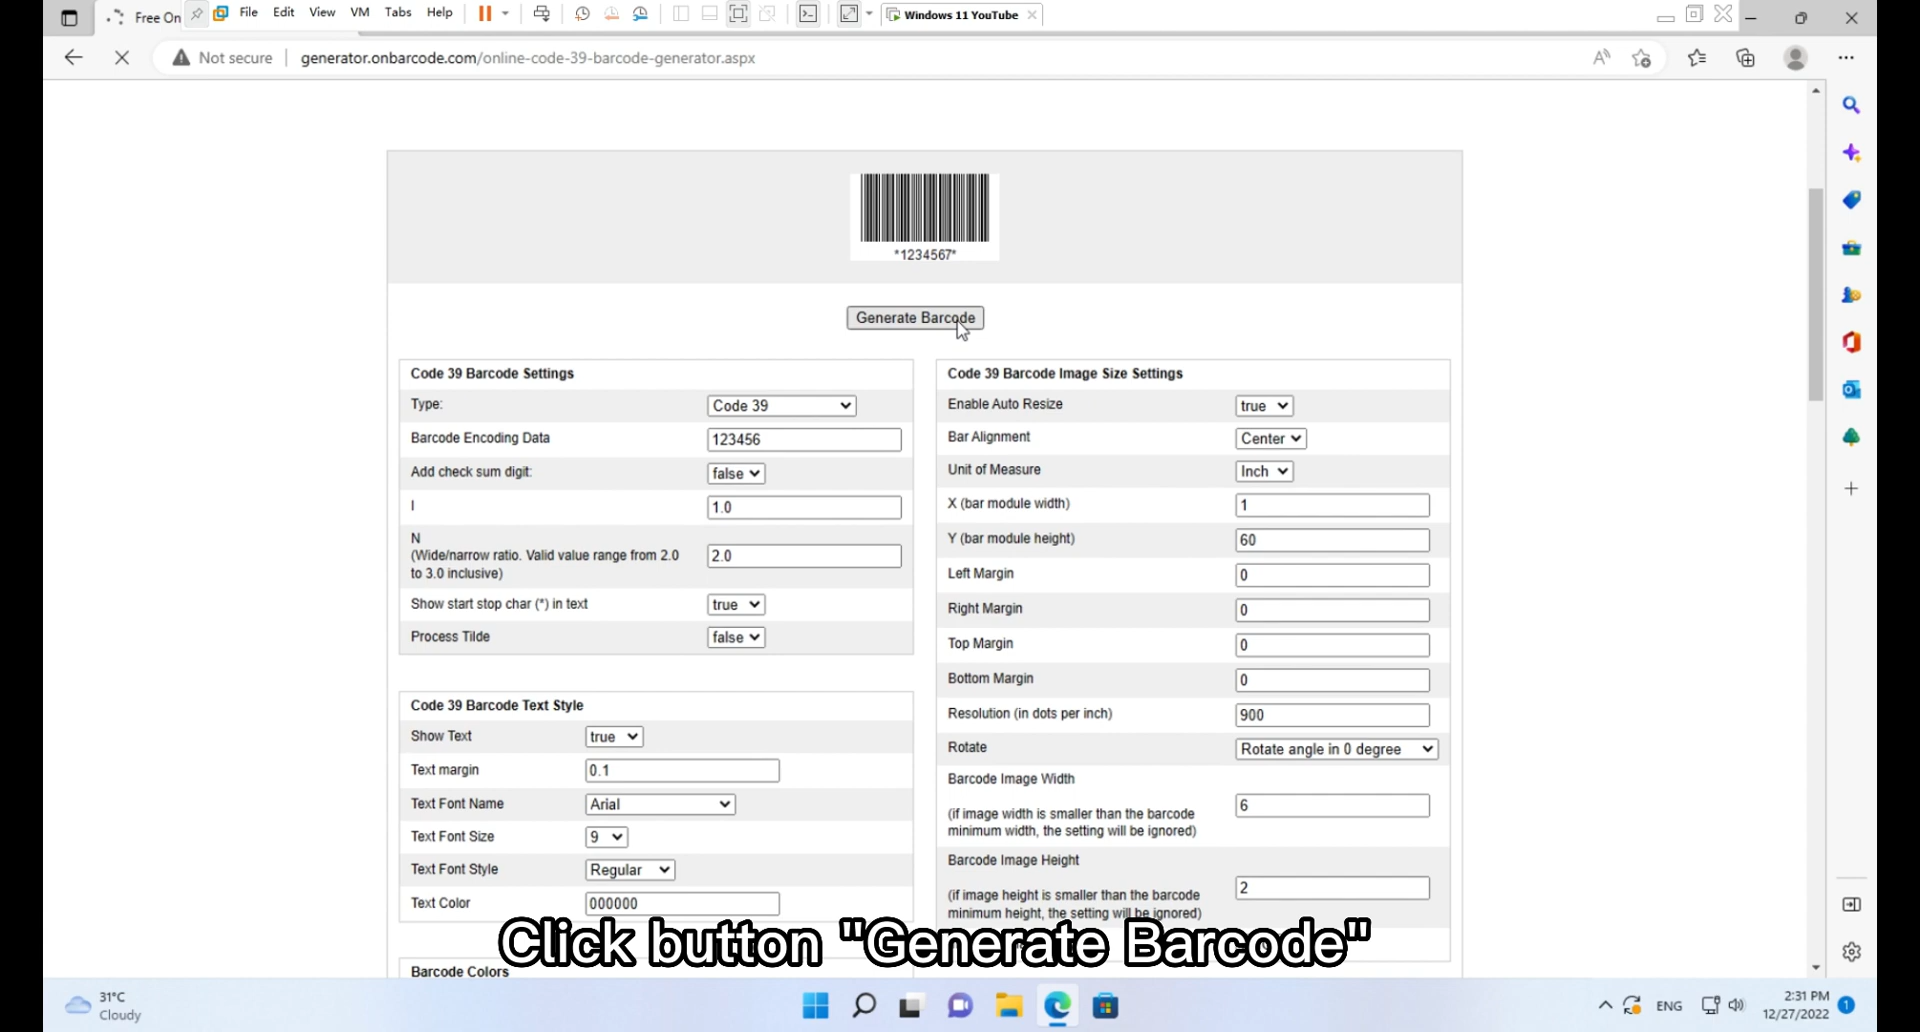 Free On
File Edit View VM Tabs Help
Windows 11 YouTube
Not secure generator.onbarcode.com/online-code-39-barcode-generator.aspx
*1234567*
Generate Barcode
Code 39 Barcode Settings
Type: Code 39
Barcode Encoding Data 123456
Add check sum digit: false
I 1.0
N
(Wide/narrow ratio. Valid value range from 2.0
to 3.0 inclusive) 2.0
Show start stop char (*) in text true
Process Tilde false
Code 39 Barcode Text Style
Show Text true
Text margin 0.1
Text Font Name Arial
Text Font Size 9
Text Font Style Regular
Text Color 000000
Barcode Colors
Code 39 Barcode Image Size Settings
Enable Auto Resize true
Bar Alignment Center
Unit of Measure Inch
X (bar module width) 1
Y (bar module height) 60
Left Margin 0
Right Margin 0
Top Margin 0
Bottom Margin 0
Resolution (in dots per inch) 900
Rotate Rotate angle in 0 degree
Barcode Image Width
(if image width is smaller than the barcode
minimum width, the setting will be ignored) 6
Barcode Image Height
(if image height is smaller than the barcode
minimum height, the setting will be ignored) 2
Click button "Generate Barcode"
31°C
Cloudy
ENG
2:31 PM
12/27/2022
1